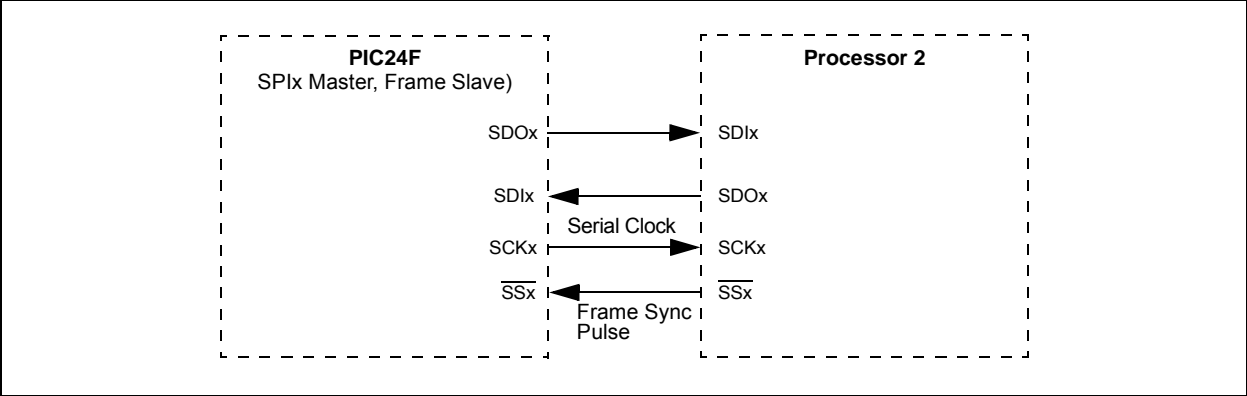 PIC24F
SPIx Master, Frame Slave)
Processor 2
SDOx
SDIx
SDIx
SDOx
Serial Clock
SCKx
SCKx
SSx
SSx
Frame Sync
Pulse